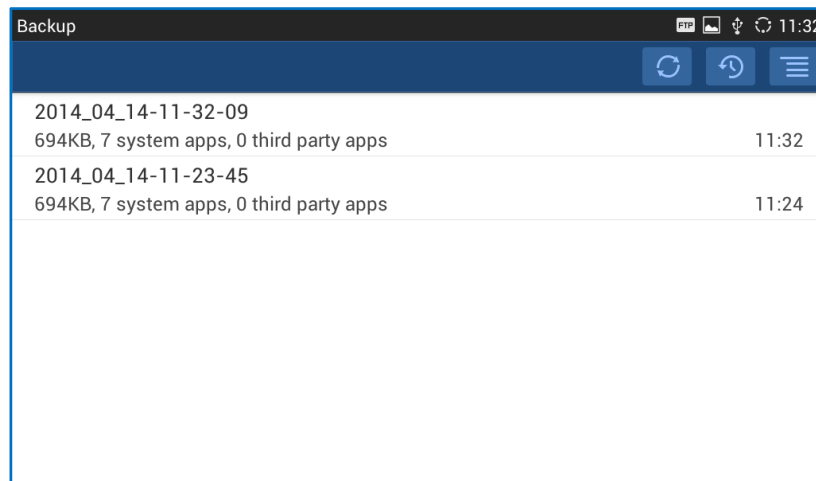 Backup FTP 11:32
2014_04_14-11-32-09
694KB, 7 system apps, 0 third party apps 11:32
2014_04_14-11-23-45
694KB, 7 system apps, 0 third party apps 11:24